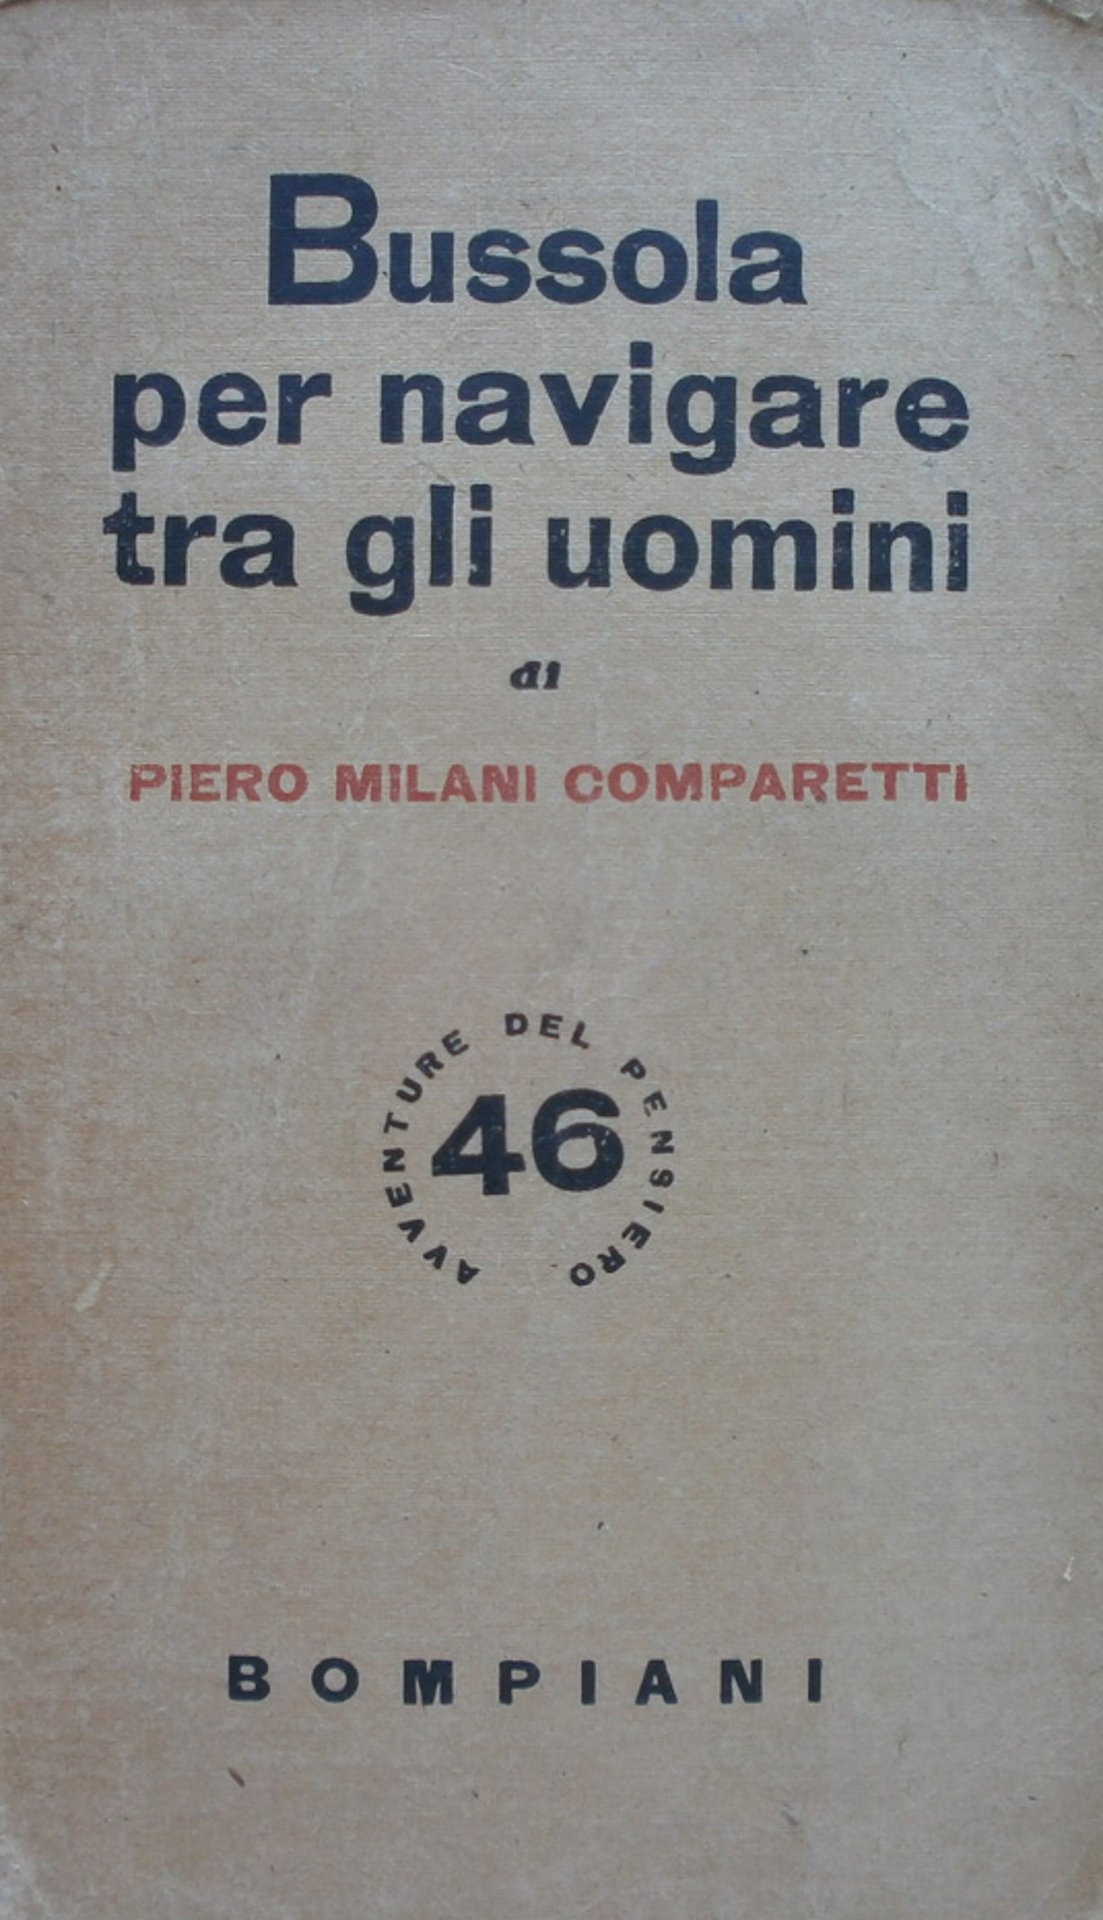 Bussola
per navigare
tra gli uomini
di
PIERO MILANI COMPARETTI
AVVENTURE DEL PENSIERO
46
BOMPIANI